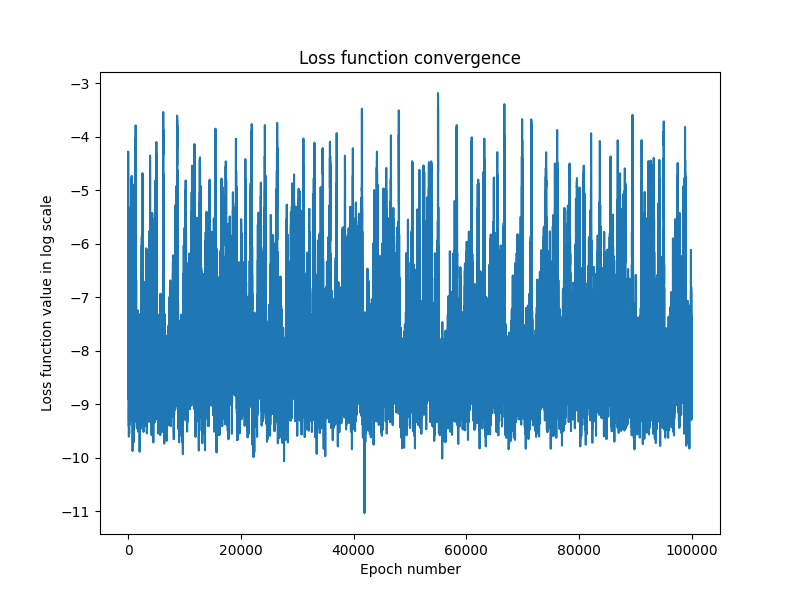 Loss function convergence
Loss function value in log scale
−3
−4
−5
−6
−7
−8
−9
−10
−11
0 20000 40000 60000 80000 100000
Epoch number